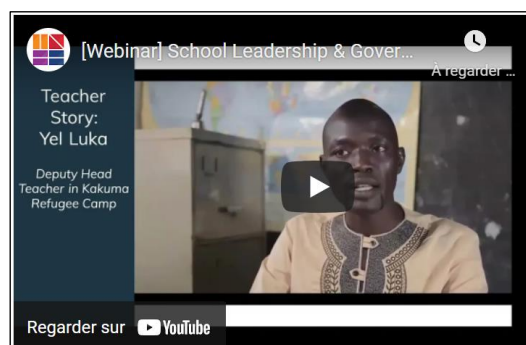 [Webinar] School Leadership & Gover...
À regarder ...
Teacher
Story:
Yel Luka
Deputy Head
Teacher in Kakuma
Refugee Camp
Regarder sur YouTube